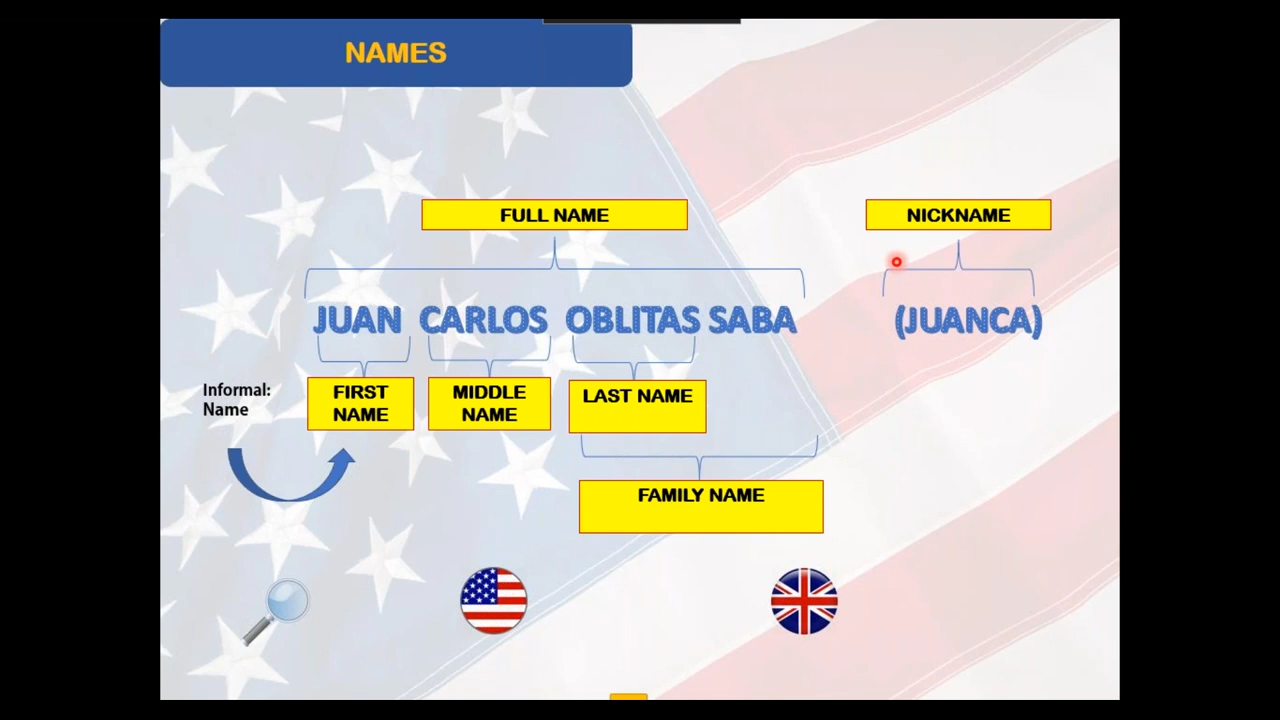 NAMES
FULL NAME
NICKNAME
JUAN CARLOS OBLITAS SABA
(JUANCA)
Informal:
Name
FIRST
NAME
MIDDLE
NAME
LAST NAME
FAMILY NAME